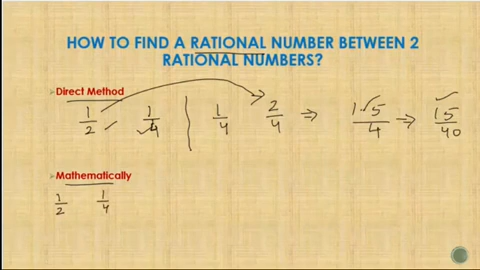 HOW TO FIND A RATIONAL NUMBER BETWEEN 2
RATIONAL NUMBERS?
Direct Method
1/2 1/4 | 1/4 2/4 ⇒ 1.5/4 ⇒ 15/40
Mathematically
1/2 1/4